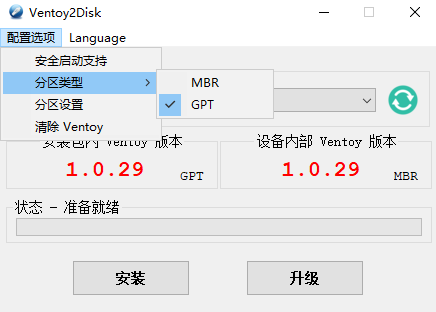 Ventoy2Disk
配置选项 Language
安全启动支持
分区类型
MBR
分区设置
GPT
清除 Ventoy
安装包内 Ventoy 版本
设备内部 Ventoy 版本
1.0.29 GPT
1.0.29 MBR
状态 - 准备就绪
安装
升级